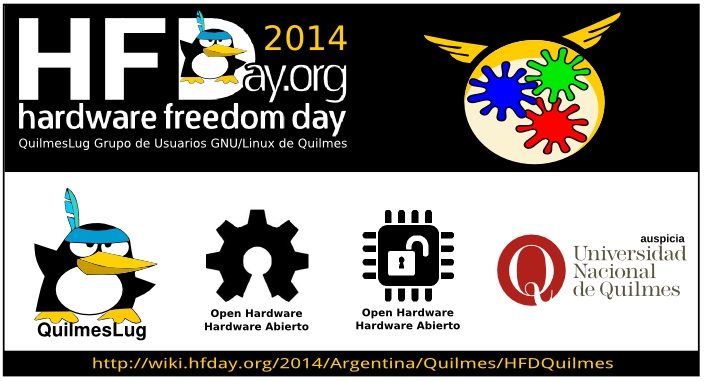 HFDay.org
2014
hardware freedom day
QuilmesLug Grupo de Usuarios GNU/Linux de Quilmes
QuilmesLug
Open Hardware
Hardware Abierto
Open Hardware
Hardware Abierto
auspicia
Q
Universidad
Nacional
de Quilmes
http://wiki.hfday.org/2014/Argentina/Quilmes/HFDQuilmes